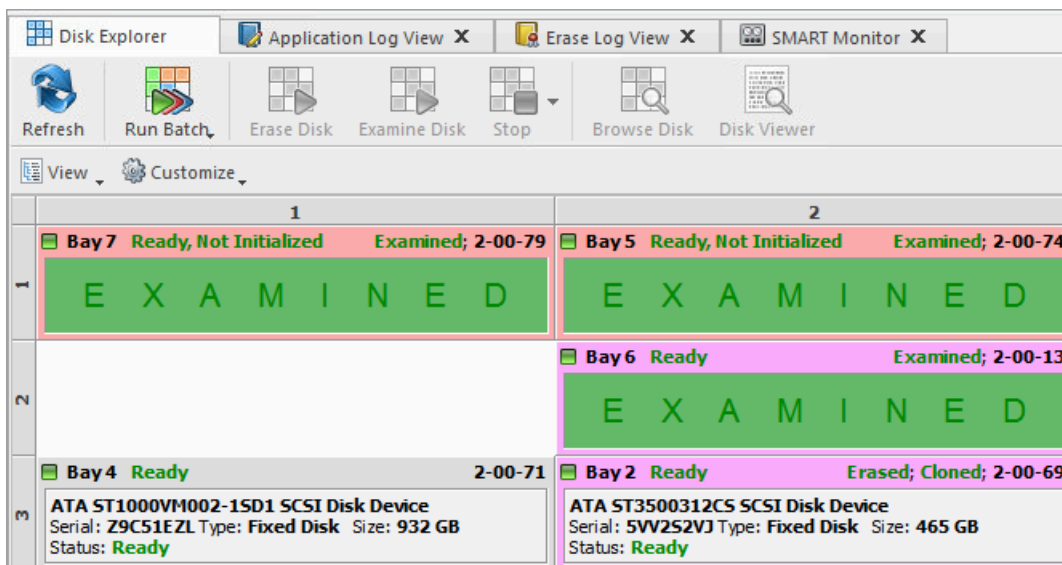 Disk Explorer Application Log View X Erase Log View X SMART Monitor X
Refresh Run Batch Erase Disk Examine Disk Stop Browse Disk Disk Viewer
View Customize
1 2
1
Bay 7 Ready, Not Initialized Examined; 2-00-79
E X A M I N E D
Bay 5 Ready, Not Initialized Examined; 2-00-74
E X A M I N E D
2
Bay 6 Ready Examined; 2-00-13
E X A M I N E D
3
Bay 4 Ready 2-00-71
ATA ST1000VM002-1SD1 SCSI Disk Device
Serial: Z9C51EZL Type: Fixed Disk Size: 932 GB
Status: Ready
Bay 2 Ready Erased; Cloned; 2-00-69
ATA ST3500312CS SCSI Disk Device
Serial: 5VV2S2VJ Type: Fixed Disk Size: 465 GB
Status: Ready